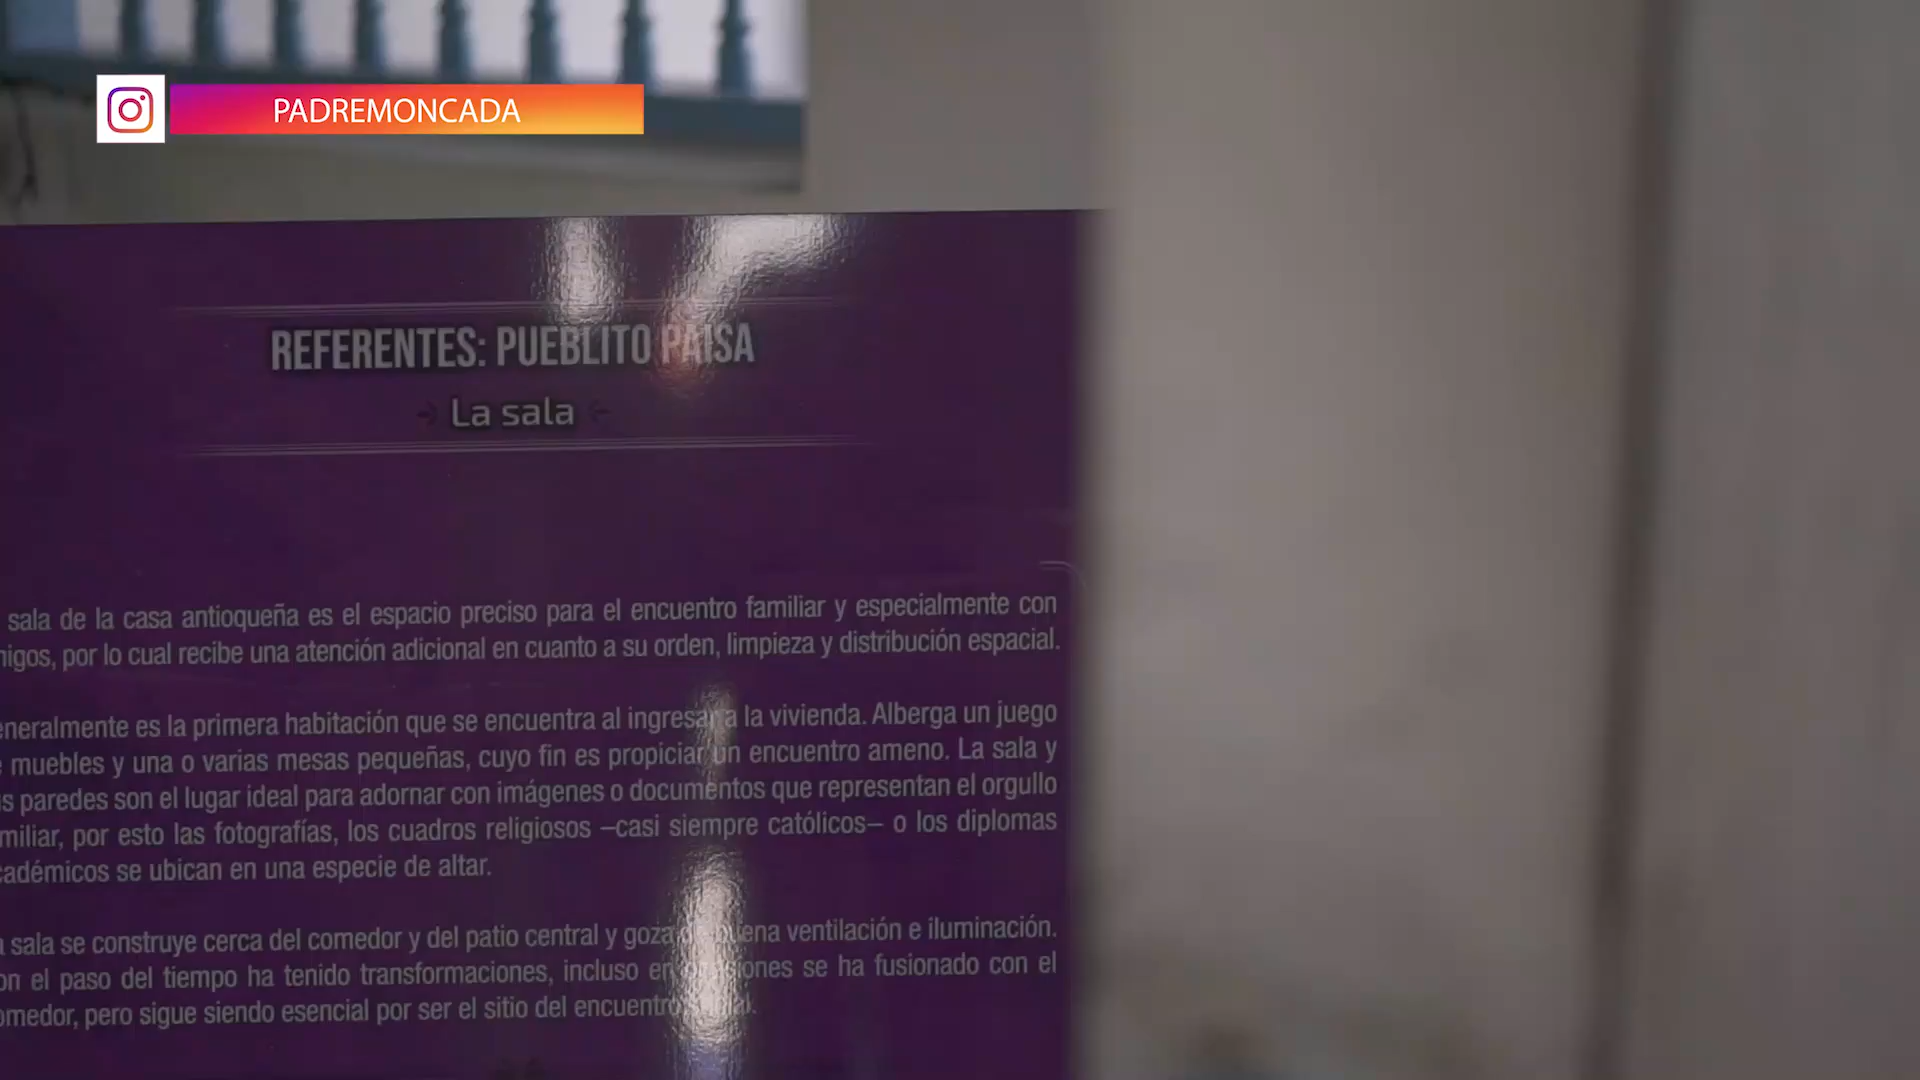 PADREMONCADA
REFERENTES: PUEBLITO PAISA
La sala
sala de la casa antioqueña es el espacio preciso para el encuentro familiar y especialmente con
por lo cual recibe una atención adicional en cuanto a su orden, limpieza y distribución espacial.
es la primera habitación que se encuentra al ingresar a la vivienda. Alberga un juego
muebles y una o varias mesas pequeñas, cuyo fin es propiciar un encuentro ameno. La sala y
paredes son el lugar ideal para adornar con imágenes o documentos que representan el orgullo
por esto las fotografías, los cuadros religiosos –casi siempre católicos– o los diplomas
se ubican en una especie de altar.
sala se construye cerca del comedor y del patio central y goza de buena ventilación e iluminación.
el paso del tiempo ha tenido transformaciones, incluso en se ha fusionado con el
pero sigue siendo esencial por ser el sitio del encuentro